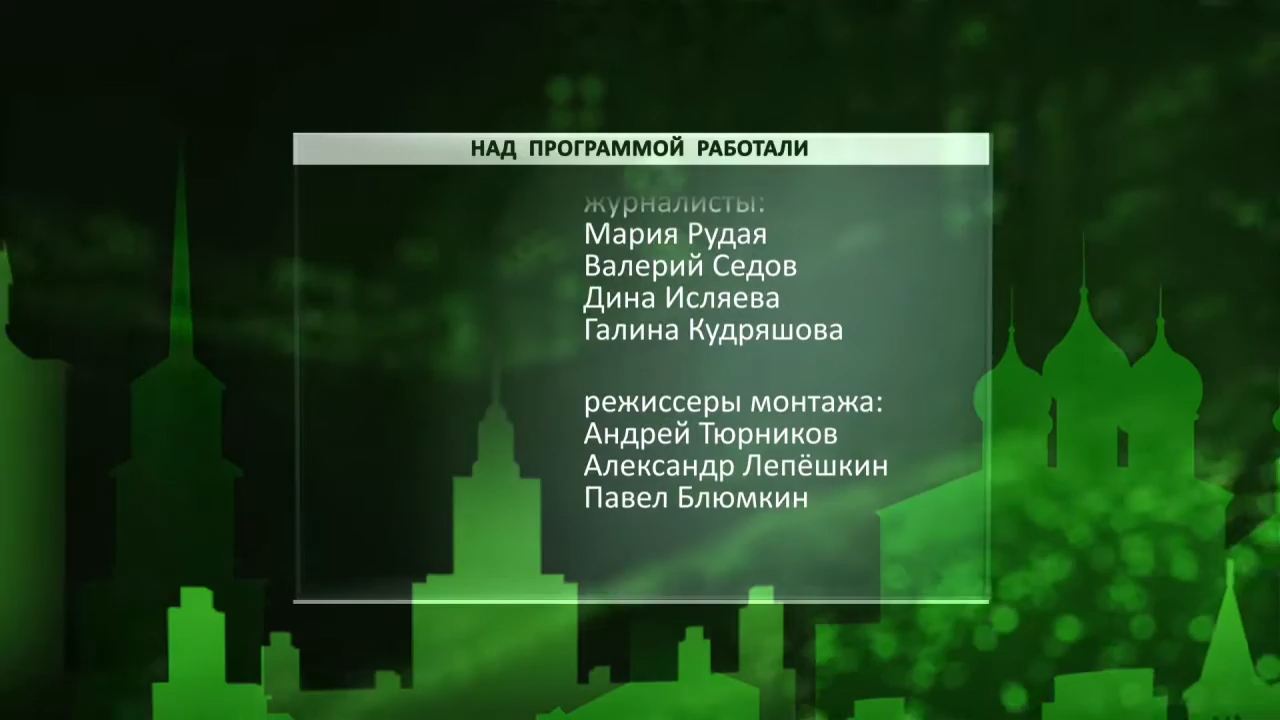 НАД ПРОГРАММОЙ РАБОТАЛИ
журналисты:
Мария Рудая
Валерий Седов
Дина Исляева
Галина Кудряшова
режиссеры монтажа:
Андрей Тюрников
Александр Лепёшкин
Павел Блюмкин